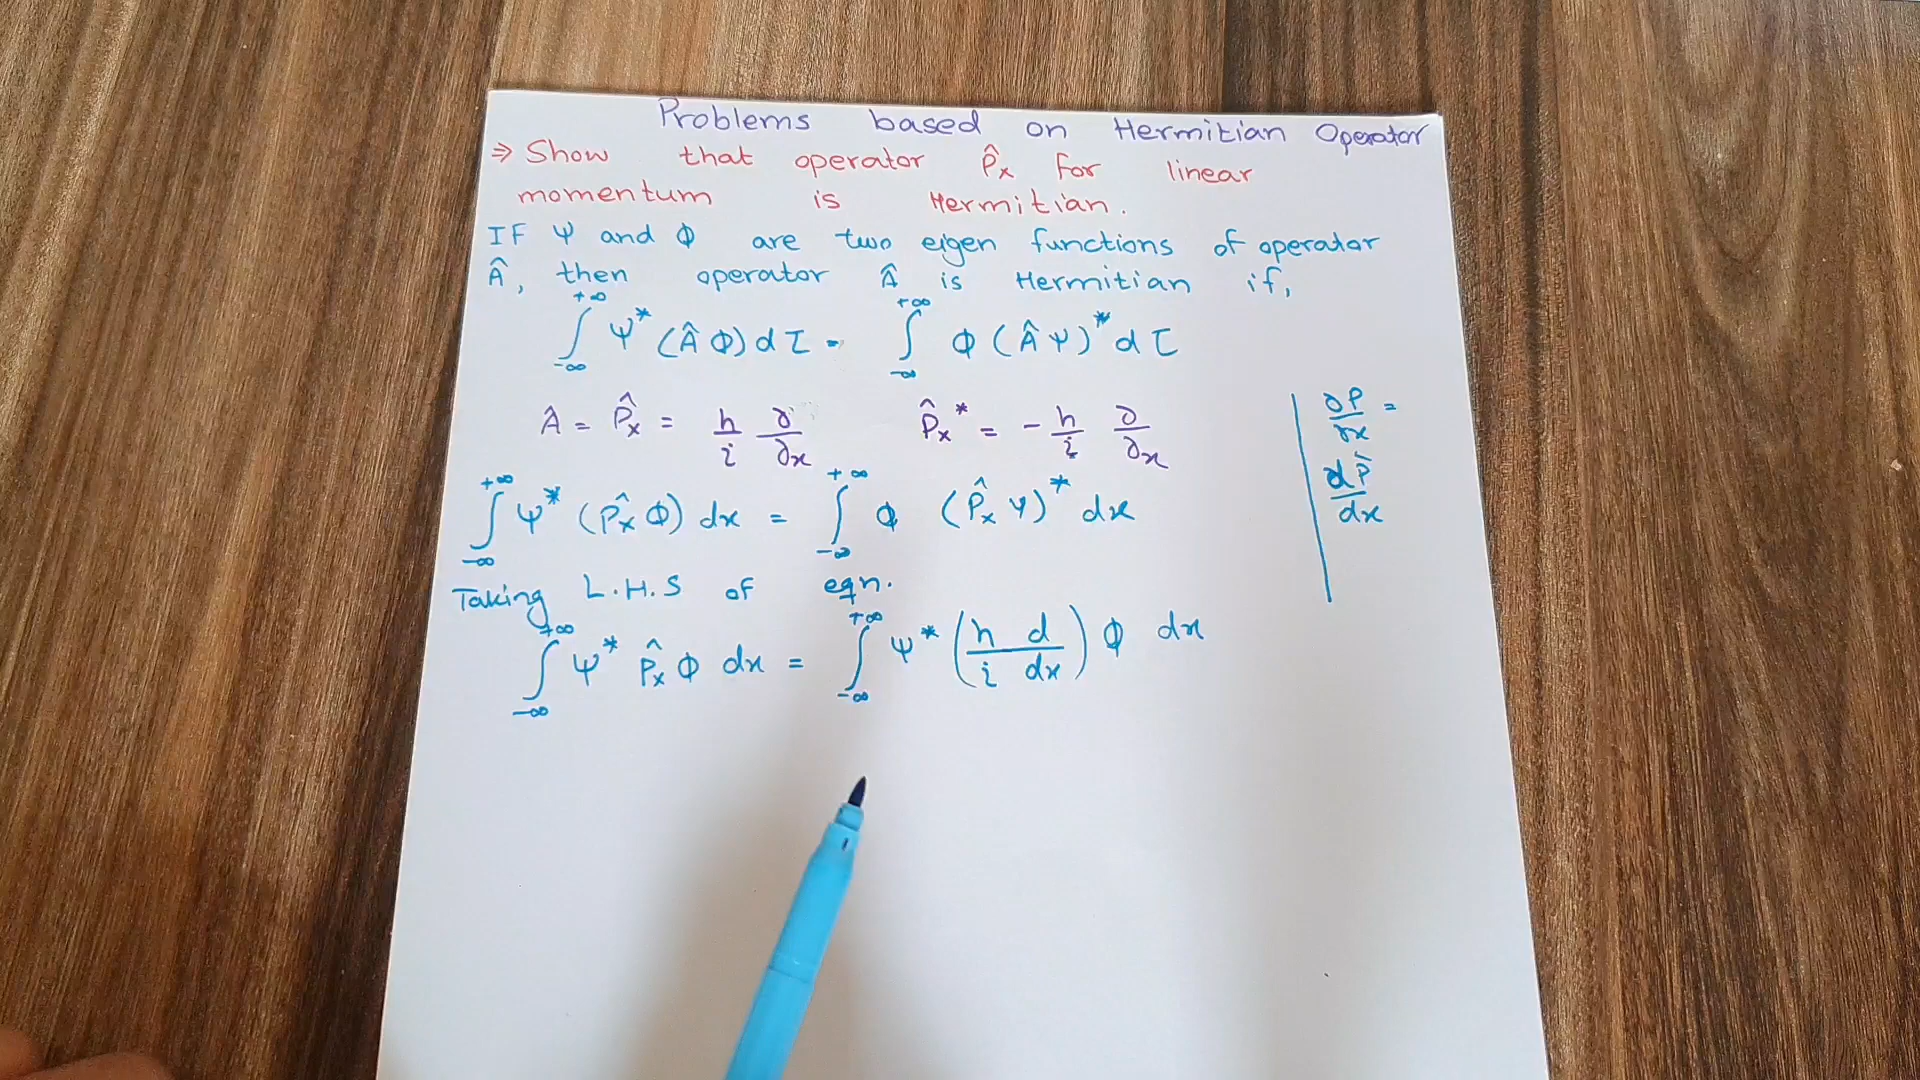 Problems based on Hermitian Operator
⇒ Show that operator P̂x for linear
momentum is Hermitian.
IF Ψ and Φ are two eigen functions of operator
Â, then operator Â is Hermitian if,
∫_{-∞}^{+∞} Ψ* (Â Φ) dτ = ∫_{-∞}^{+∞} Φ (Â Ψ)* dτ
Â = P̂x = h/i ∂/∂x P̂x* = - h/i ∂/∂x
∂P/∂x =
dP/dx
∫_{-∞}^{+∞} Ψ* (P̂x Φ) dx = ∫_{-∞}^{+∞} Φ (P̂x Ψ)* dx
Taking L.H.S of eqn.
∫_{-∞}^{+∞} Ψ* P̂x Φ dx = ∫_{-∞}^{+∞} Ψ* (h d / i dx) Φ dx